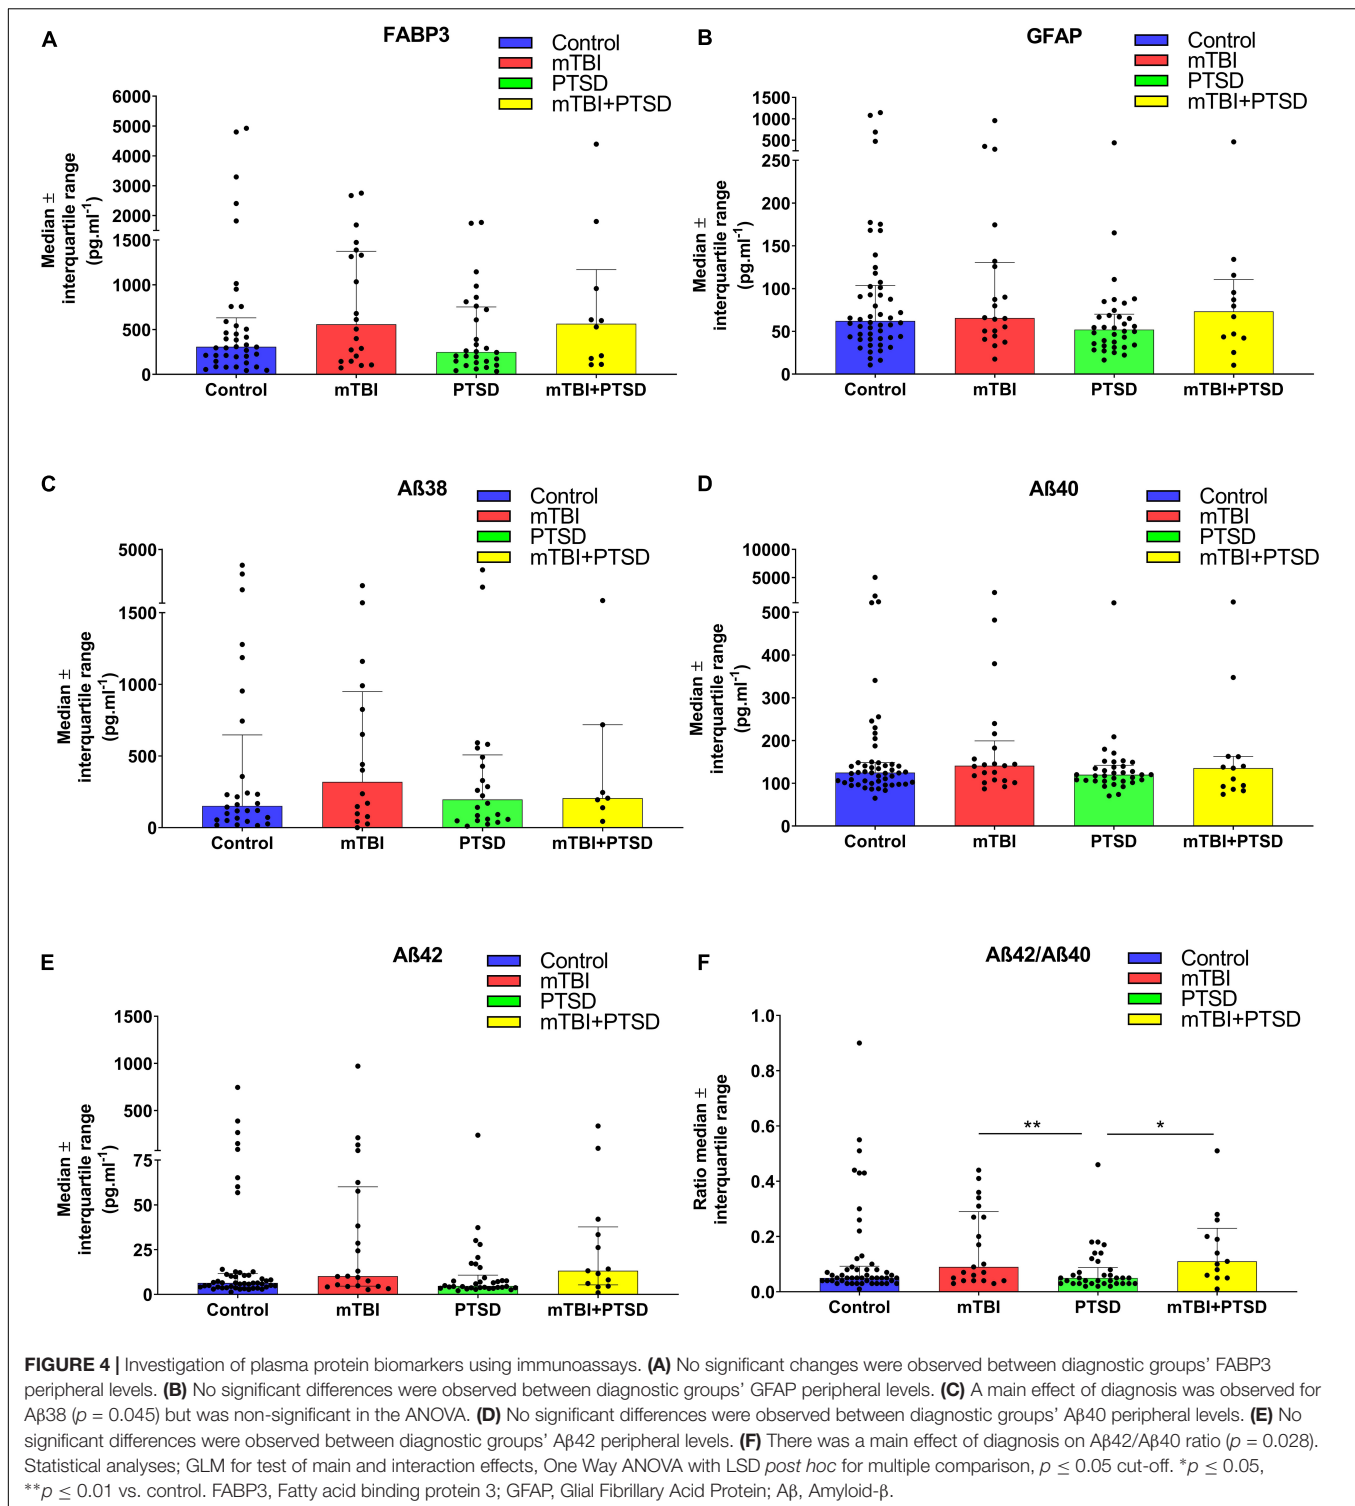 A
FABP3
Control
mTBI
PTSD
mTBI+PTSD
Median ±
interquartile range
(pg.ml-1)
6000
5000
4000
3000
2000
1500
1000
500
0
Control
mTBI
PTSD
mTBI+PTSD
B
GFAP
Control
mTBI
PTSD
mTBI+PTSD
Median ±
interquartile range
(pg.ml-1)
1500
1000
500
250
200
150
100
50
0
Control
mTBI
PTSD
mTBI+PTSD
C
Aß38
Control
mTBI
PTSD
mTBI+PTSD
Median ±
interquartile range
(pg.ml-1)
5000
1500
1000
500
0
Control
mTBI
PTSD
mTBI+PTSD
D
Aß40
Control
mTBI
PTSD
mTBI+PTSD
Median ±
interquartile range
(pg.ml-1)
10000
5000
500
400
300
200
100
0
Control
mTBI
PTSD
mTBI+PTSD
E
Aß42
Control
mTBI
PTSD
mTBI+PTSD
Median ±
interquartile range
(pg.ml-1)
1500
1000
500
75
50
25
0
Control
mTBI
PTSD
mTBI+PTSD
F
Aß42/Aß40
Control
mTBI
PTSD
mTBI+PTSD
Ratio median ±
interquartile range
1.0
0.8
0.6
0.4
0.2
0.0
**
*
Control
mTBI
PTSD
mTBI+PTSD
FIGURE 4 | Investigation of plasma protein biomarkers using immunoassays. (A) No significant changes were observed between diagnostic groups’ FABP3
peripheral levels. (B) No significant differences were observed between diagnostic groups’ GFAP peripheral levels. (C) A main effect of diagnosis was observed for
Aβ38 (p = 0.045) but was non-significant in the ANOVA. (D) No significant differences were observed between diagnostic groups’ Aβ40 peripheral levels. (E) No
significant differences were observed between diagnostic groups’ Aβ42 peripheral levels. (F) There was a main effect of diagnosis on Aβ42/Aβ40 ratio (p = 0.028).
Statistical analyses; GLM for test of main and interaction effects, One Way ANOVA with LSD post hoc for multiple comparison, p ≤ 0.05 cut-off. *p ≤ 0.05,
**p ≤ 0.01 vs. control. FABP3, Fatty acid binding protein 3; GFAP, Glial Fibrillary Acid Protein; Aβ, Amyloid-β.